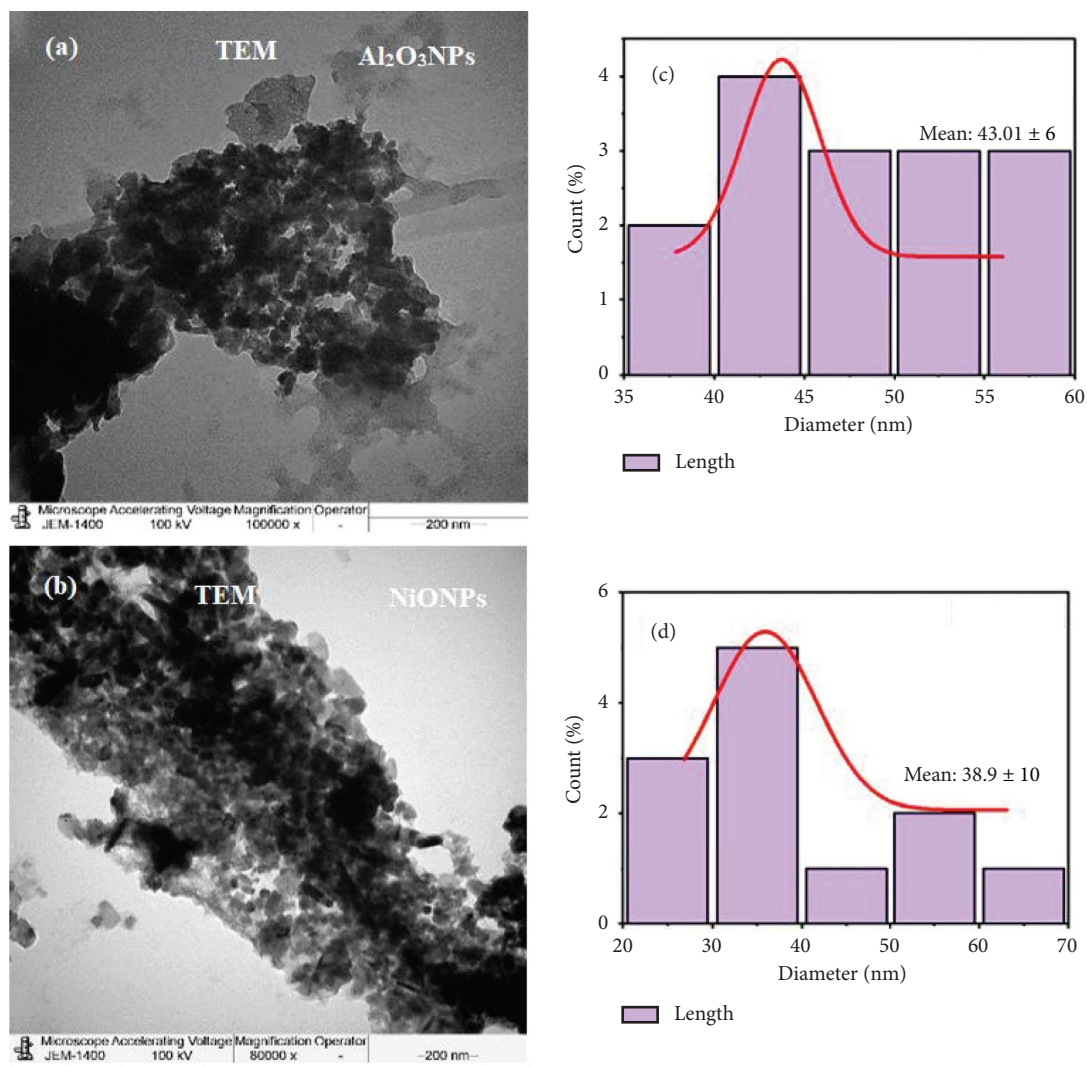 (a)
TEM
Al₂O₃NPs
Microscope Accelerating Voltage Magnification Operator
JEM-1400 100 kV 100000 x - 200 nm
(c)
Mean: 43.01 ± 6
Count (%)
4
3
2
1
0
35 40 45 50 55 60
Diameter (nm)
Length
(b)
TEM
NiONPs
Microscope Accelerating Voltage Magnification Operator
JEM-1400 100 kV 80000 x - 200 nm
(d)
Mean: 38.9 ± 10
Count (%)
6
4
2
0
20 30 40 50 60 70
Diameter (nm)
Length